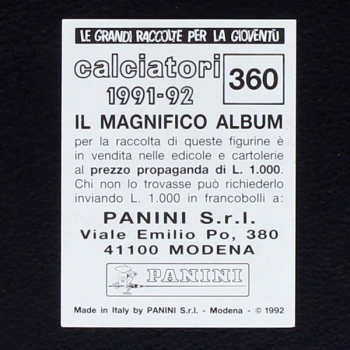 LE GRANDI RACCOLTE PER LA GIOVENTÙ
calciatori
1991-92
360
IL MAGNIFICO ALBUM
per la raccolta di queste figurine è
in vendita nelle edicole e cartolerie
al prezzo propaganda di L. 1.000.
Chi non lo trovasse può richiederlo
inviando L. 1.000 in francobolli a:
PANINI S.r.l.
Viale Emilio Po, 380
41100 MODENA
PANINI
Made in Italy by PANINI S.r.l. - Modena - © 1992